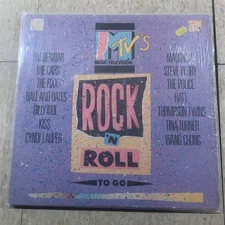 MTV's
MUSIC TELEVISION
PAT BENATAR
THE CARS
THE FIXX
HALL AND OATES
BILLY IDOL
KISS
CYNDI LAUPER
MADONNA
STEVE PERRY
THE POLICE
RATT
THOMPSON TWINS
TINA TURNER
WANG CHUNG
ROCK
'N
ROLL
TO GO